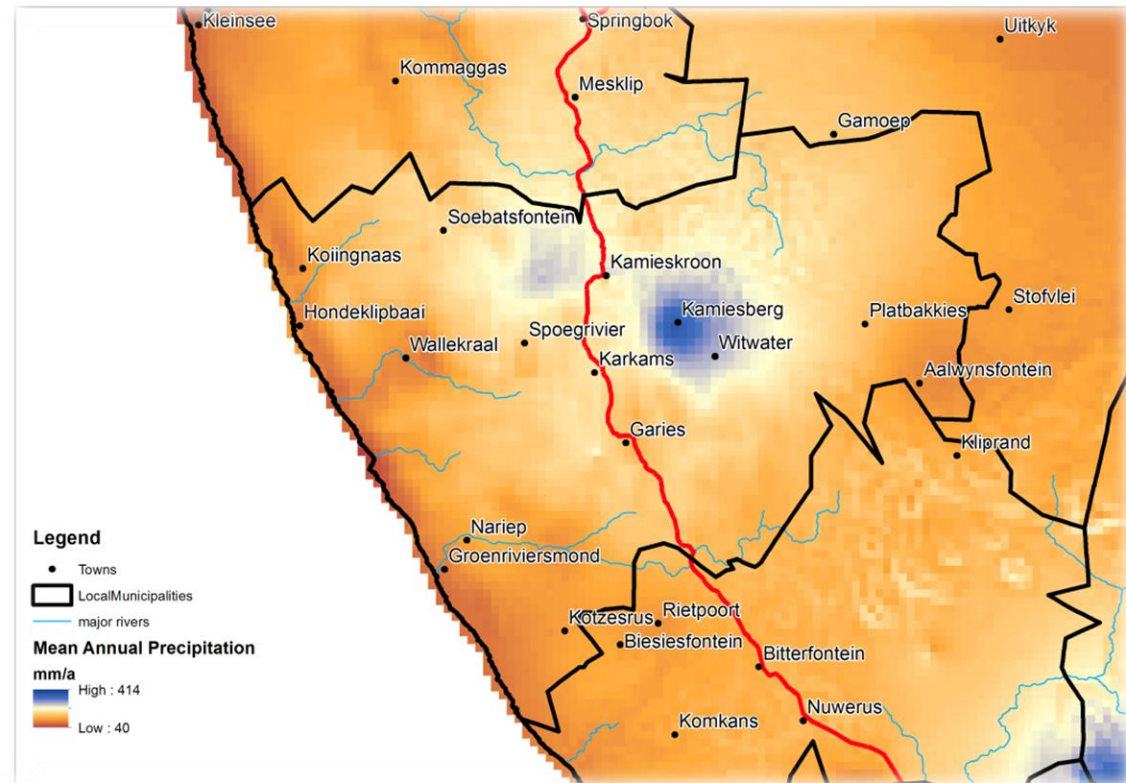 Kleinsee
Springbok
Uitkyk
Kommaggas
Mesklip
Gamoep
Soebatsfontein
Koiingnaas
Kamieskroon
Hondeklipbaai
Kamiesberg
Platbakkies
Stofvlei
Wallekraal
Spoegrivier
Witwater
Karkams
Aalwynsfontein
Garies
Kliprand
Nariep
Groenriviersmond
Kotzesrus
Rietpoort
Biesiesfontein
Bitterfontein
Komkans
Nuwerus
Legend
Towns
LocalMunicipalities
major rivers
Mean Annual Precipitation
mm/a
High : 414
Low : 40